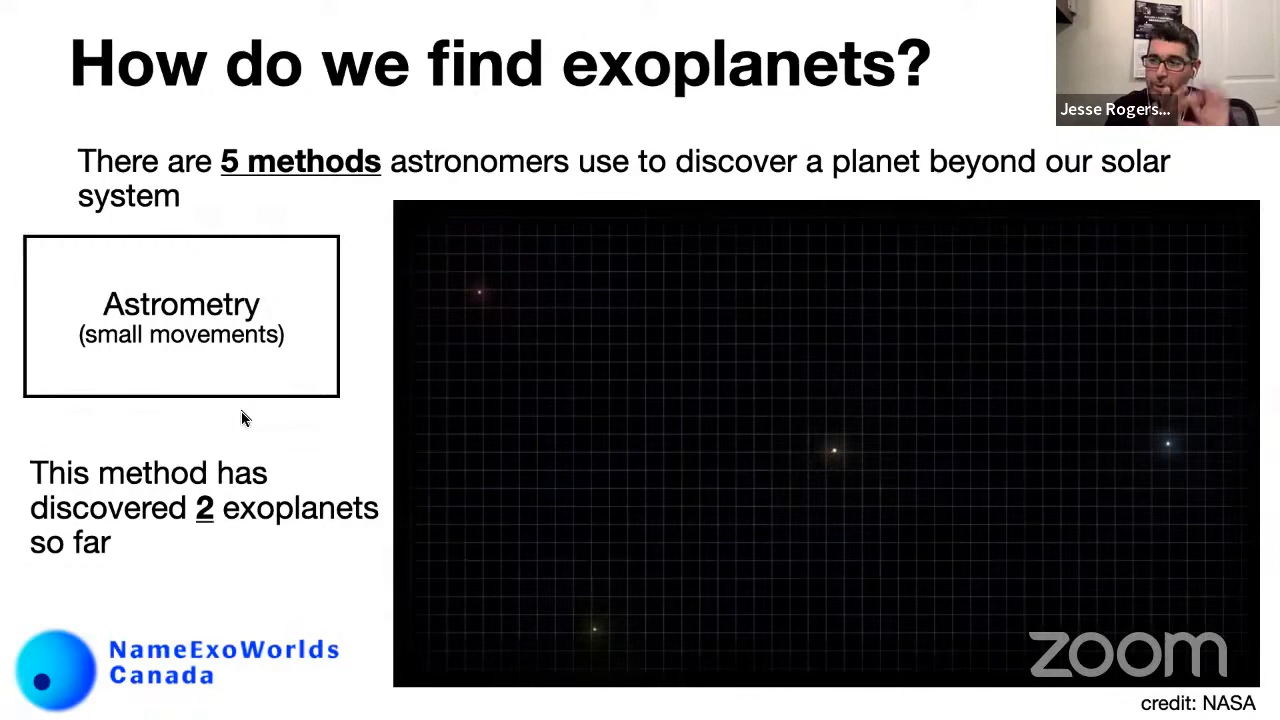 How do we find exoplanets?
Jesse Rogers...
There are 5 methods astronomers use to discover a planet beyond our solar
system
Astrometry
(small movements)
This method has
discovered 2 exoplanets
so far
NameExoWorlds
Canada
zoom
credit: NASA